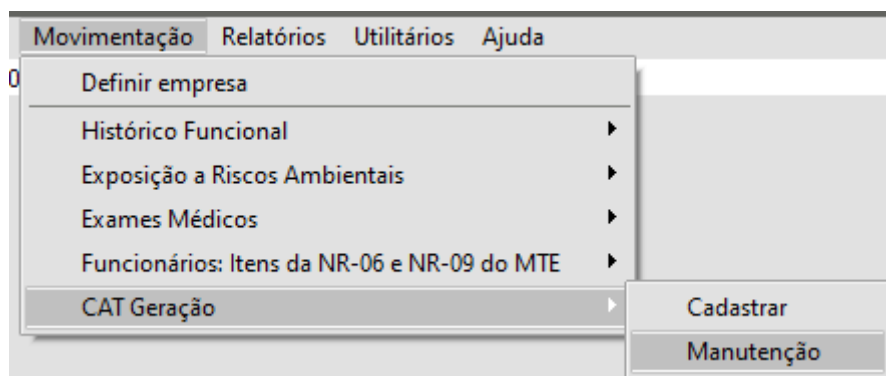 Movimentação Relatórios Utilitários Ajuda
0
Definir empresa
Histórico Funcional
Exposição a Riscos Ambientais
Exames Médicos
Funcionários: Itens da NR-06 e NR-09 do MTE
CAT Geração
Cadastrar
Manutenção